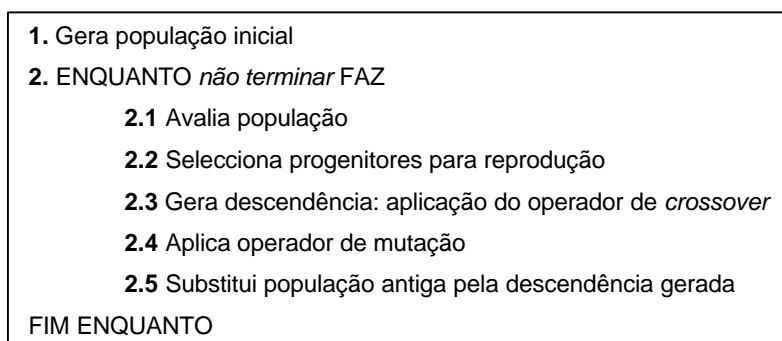 1. Gera população inicial
2. ENQUANTO não terminar FAZ
2.1 Avalia população
2.2 Selecciona progenitores para reprodução
2.3 Gera descendência: aplicação do operador de crossover
2.4 Aplica operador de mutação
2.5 Substitui população antiga pela descendência gerada
FIM ENQUANTO